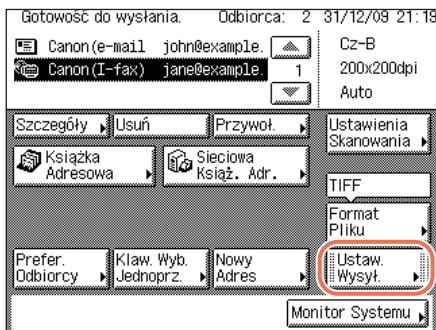 Gotowość do wysłania. Odbiorca: 2 31/12/09 21:19
Canon(e-mail john@example.
Canon(I-fax) jane@example.
1
Cz-B
200x200dpi
Auto
Szczegóły Usuń Przywoł.
Ustawienia
Skanowania
Książka
Adresowa
Sieciowa
Książ. Adr.
TIFF
Format
Pliku
Prefer.
Odbiorcy
Klaw. Wyb.
Jednoprz.
Nowy
Adres
Ustaw.
Wysył.
Monitor Systemu